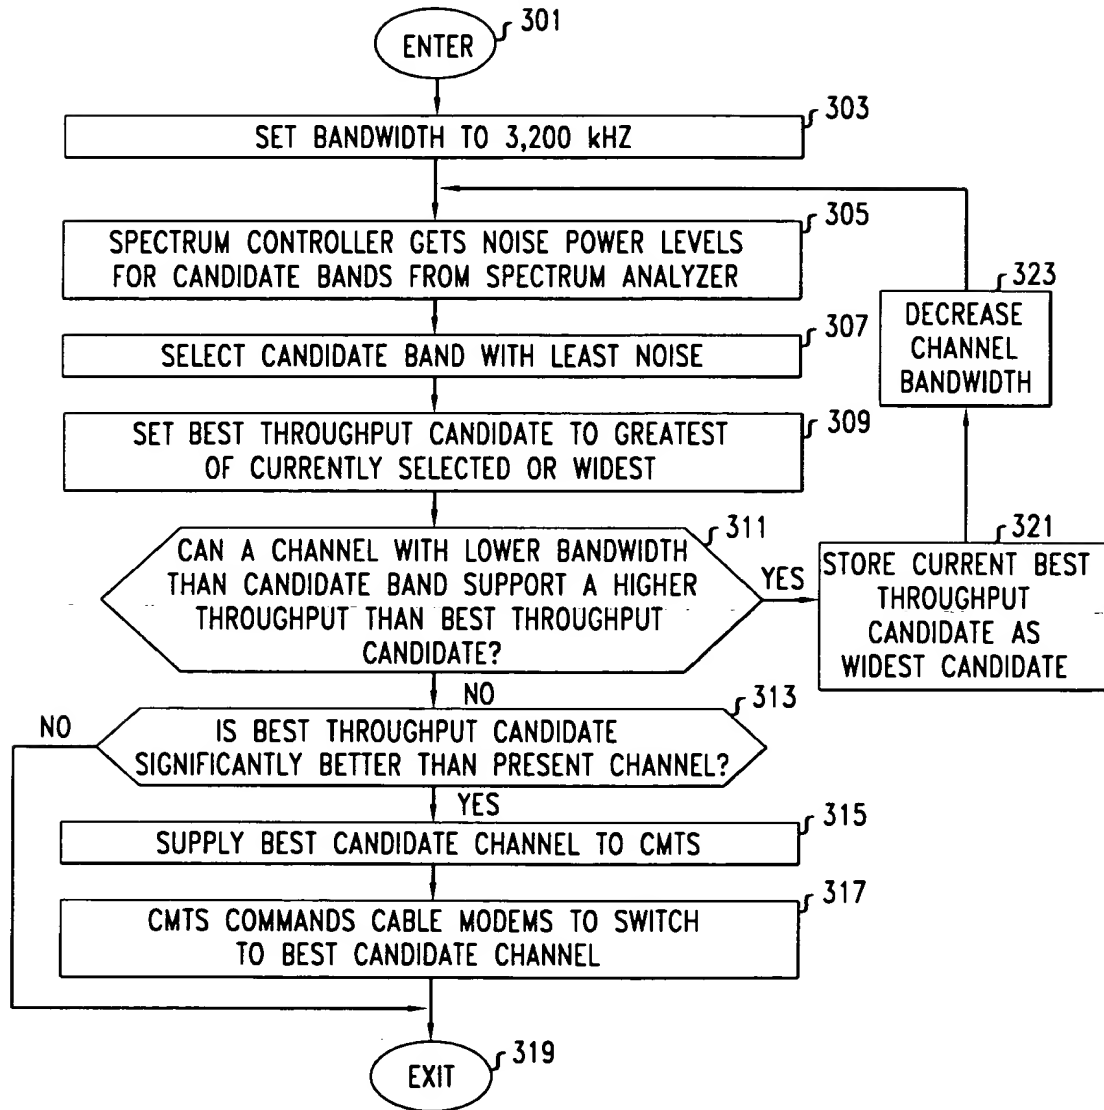 301
ENTER
303
SET BANDWIDTH TO 3,200 kHZ
305
SPECTRUM CONTROLLER GETS NOISE POWER LEVELS
FOR CANDIDATE BANDS FROM SPECTRUM ANALYZER
323
DECREASE
CHANNEL
BANDWIDTH
307
SELECT CANDIDATE BAND WITH LEAST NOISE
309
SET BEST THROUGHPUT CANDIDATE TO GREATEST
OF CURRENTLY SELECTED OR WIDEST
311
CAN A CHANNEL WITH LOWER BANDWIDTH
THAN CANDIDATE BAND SUPPORT A HIGHER
THROUGHPUT THAN BEST THROUGHPUT
CANDIDATE?
YES
321
STORE CURRENT BEST
THROUGHPUT
CANDIDATE AS
WIDEST CANDIDATE
NO
313
NO
IS BEST THROUGHPUT CANDIDATE
SIGNIFICANTLY BETTER THAN PRESENT CHANNEL?
YES
315
SUPPLY BEST CANDIDATE CHANNEL TO CMTS
317
CMTS COMMANDS CABLE MODEMS TO SWITCH
TO BEST CANDIDATE CHANNEL
319
EXIT